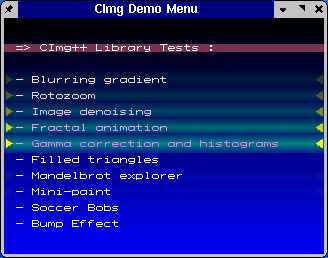 CImg Demo Menu
=> CImg++ Library Tests :
- Blurring gradient
- Rotozoom
- Image denoising
- Fractal animation
- Gamma correction and histograms
- Filled triangles
- Mandelbrot explorer
- Mini-paint
- Soccer Bobs
- Bump Effect